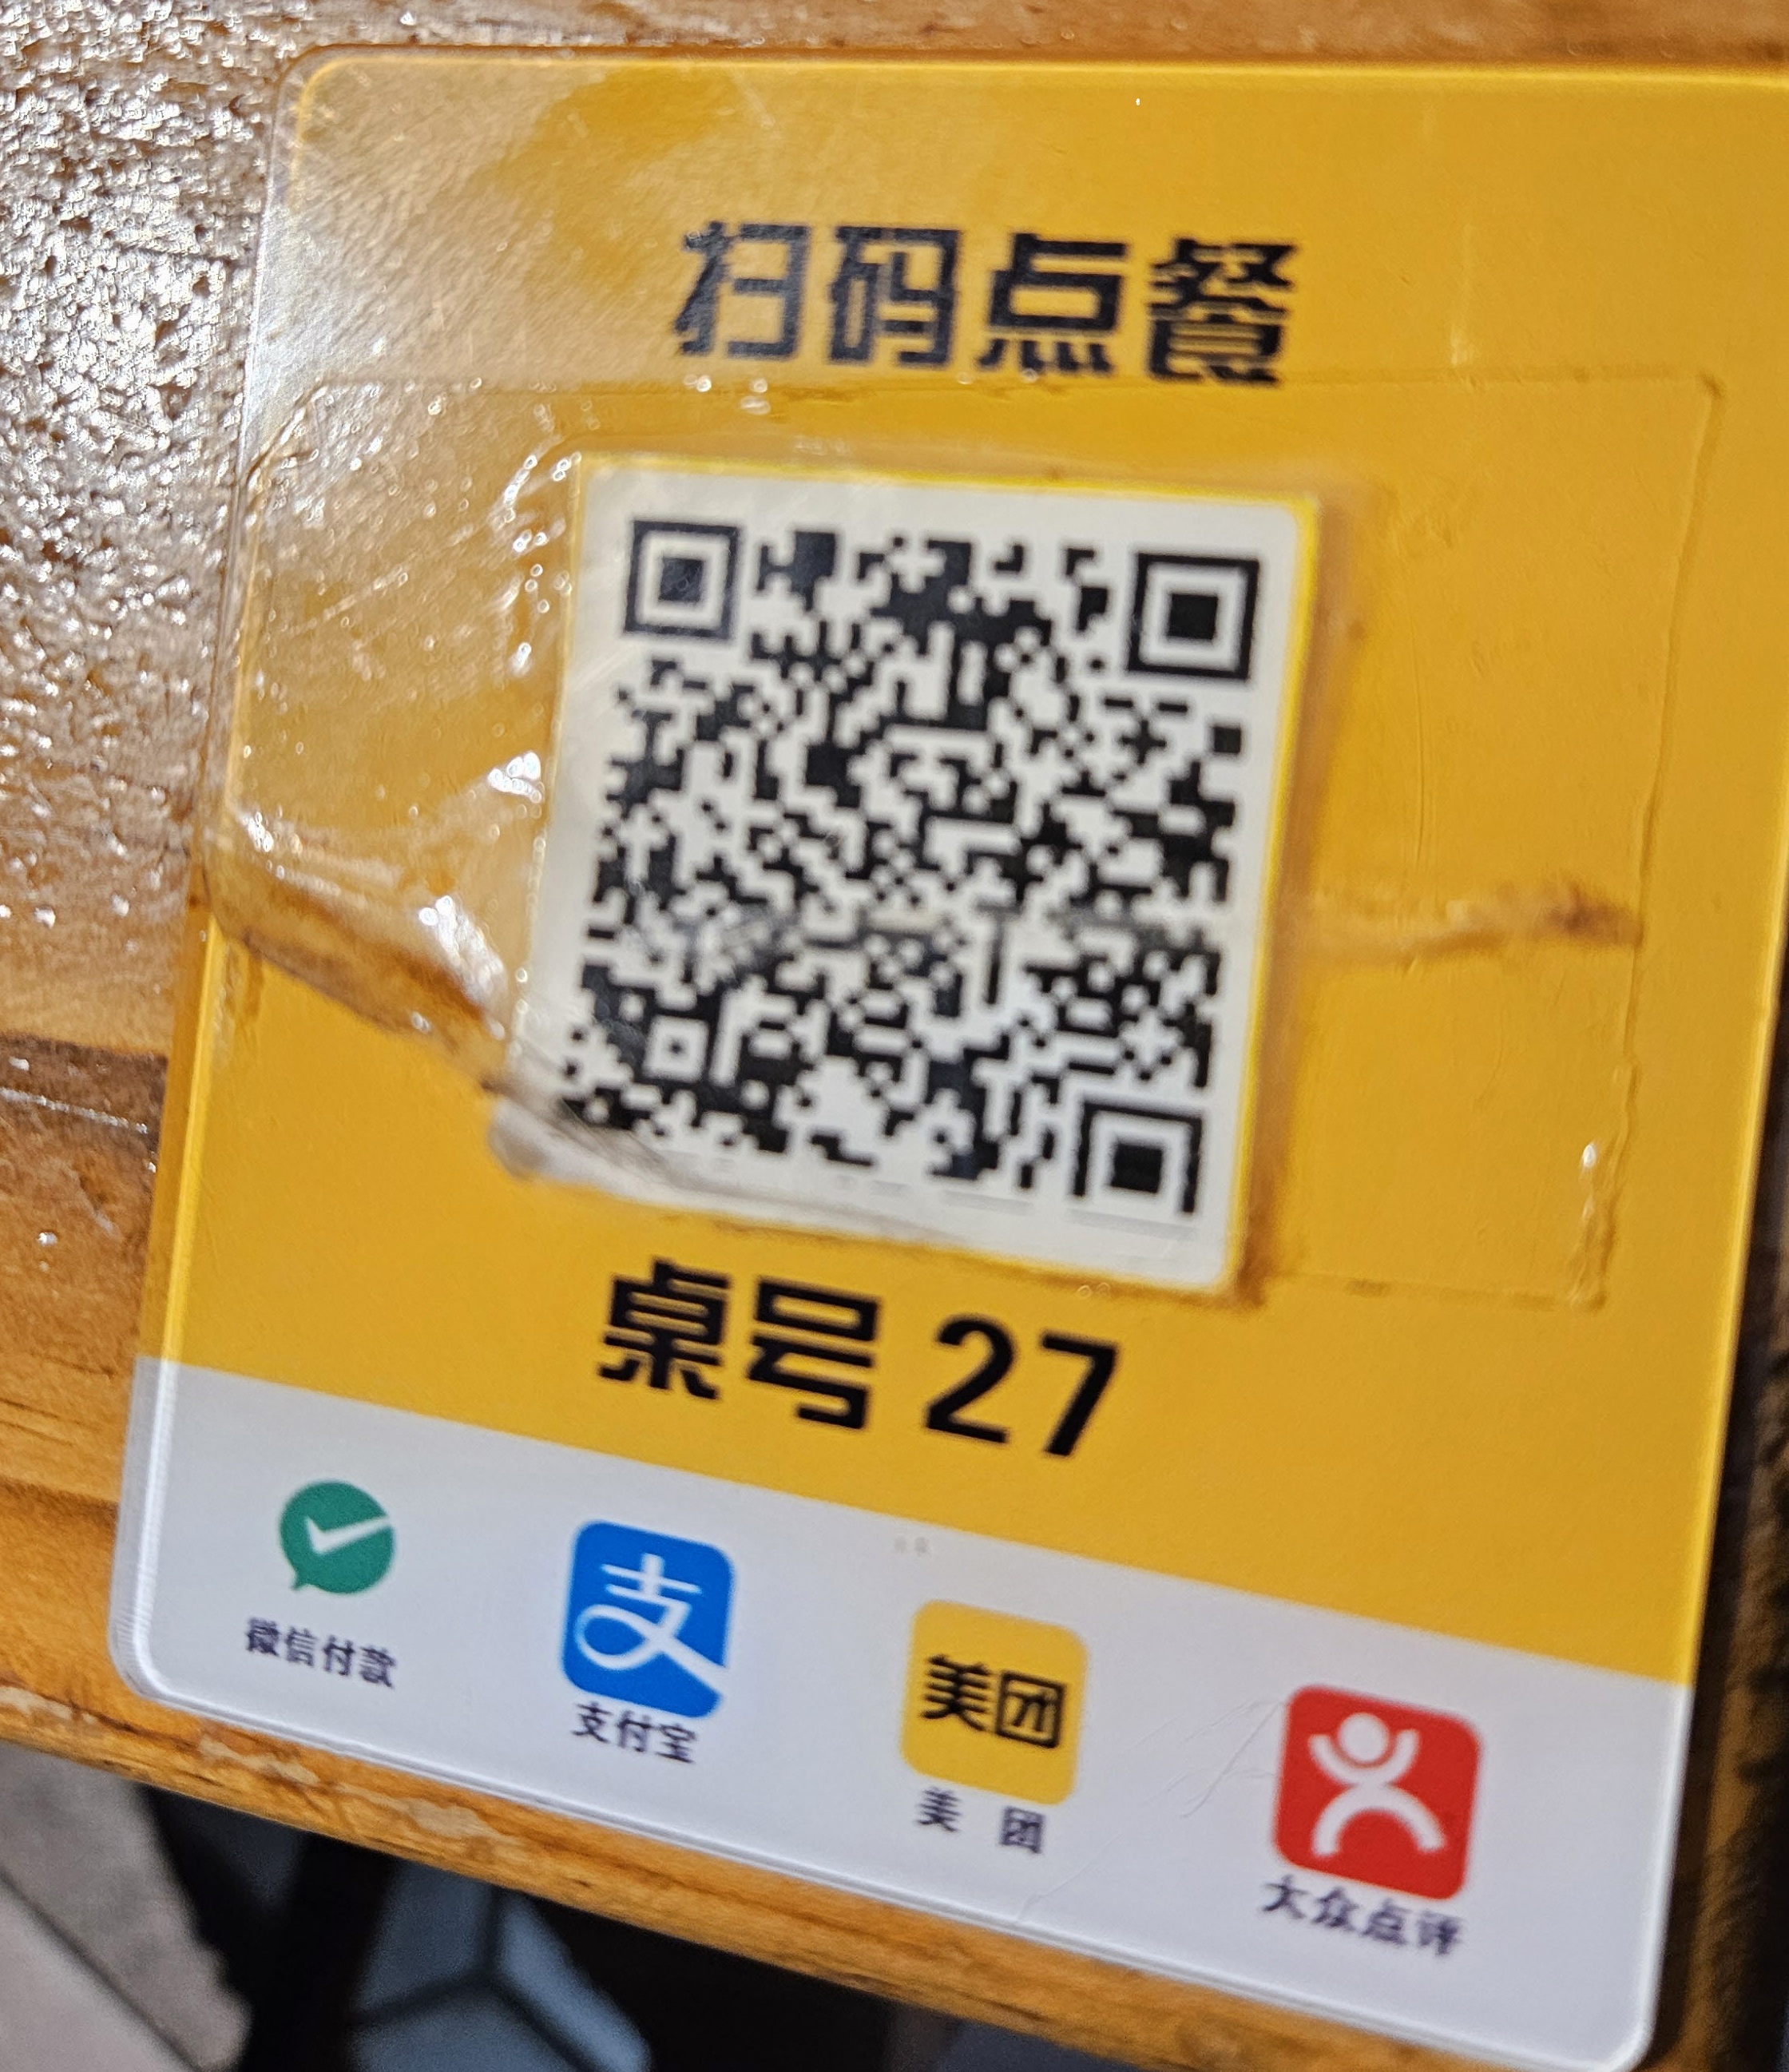 扫码点餐
桌号 27
支
美团
微信付款
支付宝
美 团
大众点评